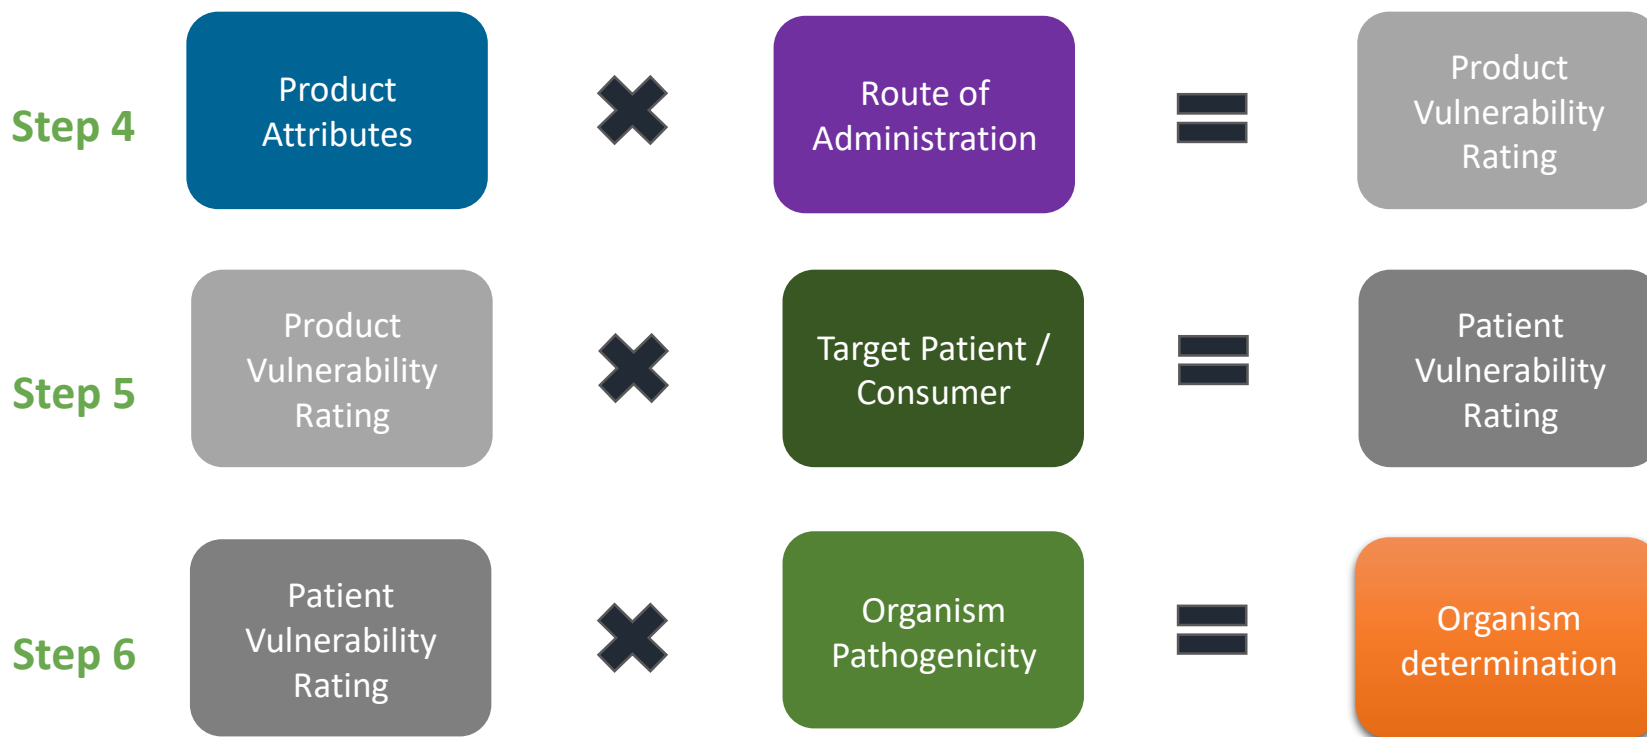 Step 4
Product
Attributes
Route of
Administration
Product
Vulnerability
Rating
Step 5
Product
Vulnerability
Rating
Target Patient /
Consumer
Patient
Vulnerability
Rating
Step 6
Patient
Vulnerability
Rating
Organism
Pathogenicity
Organism
determination